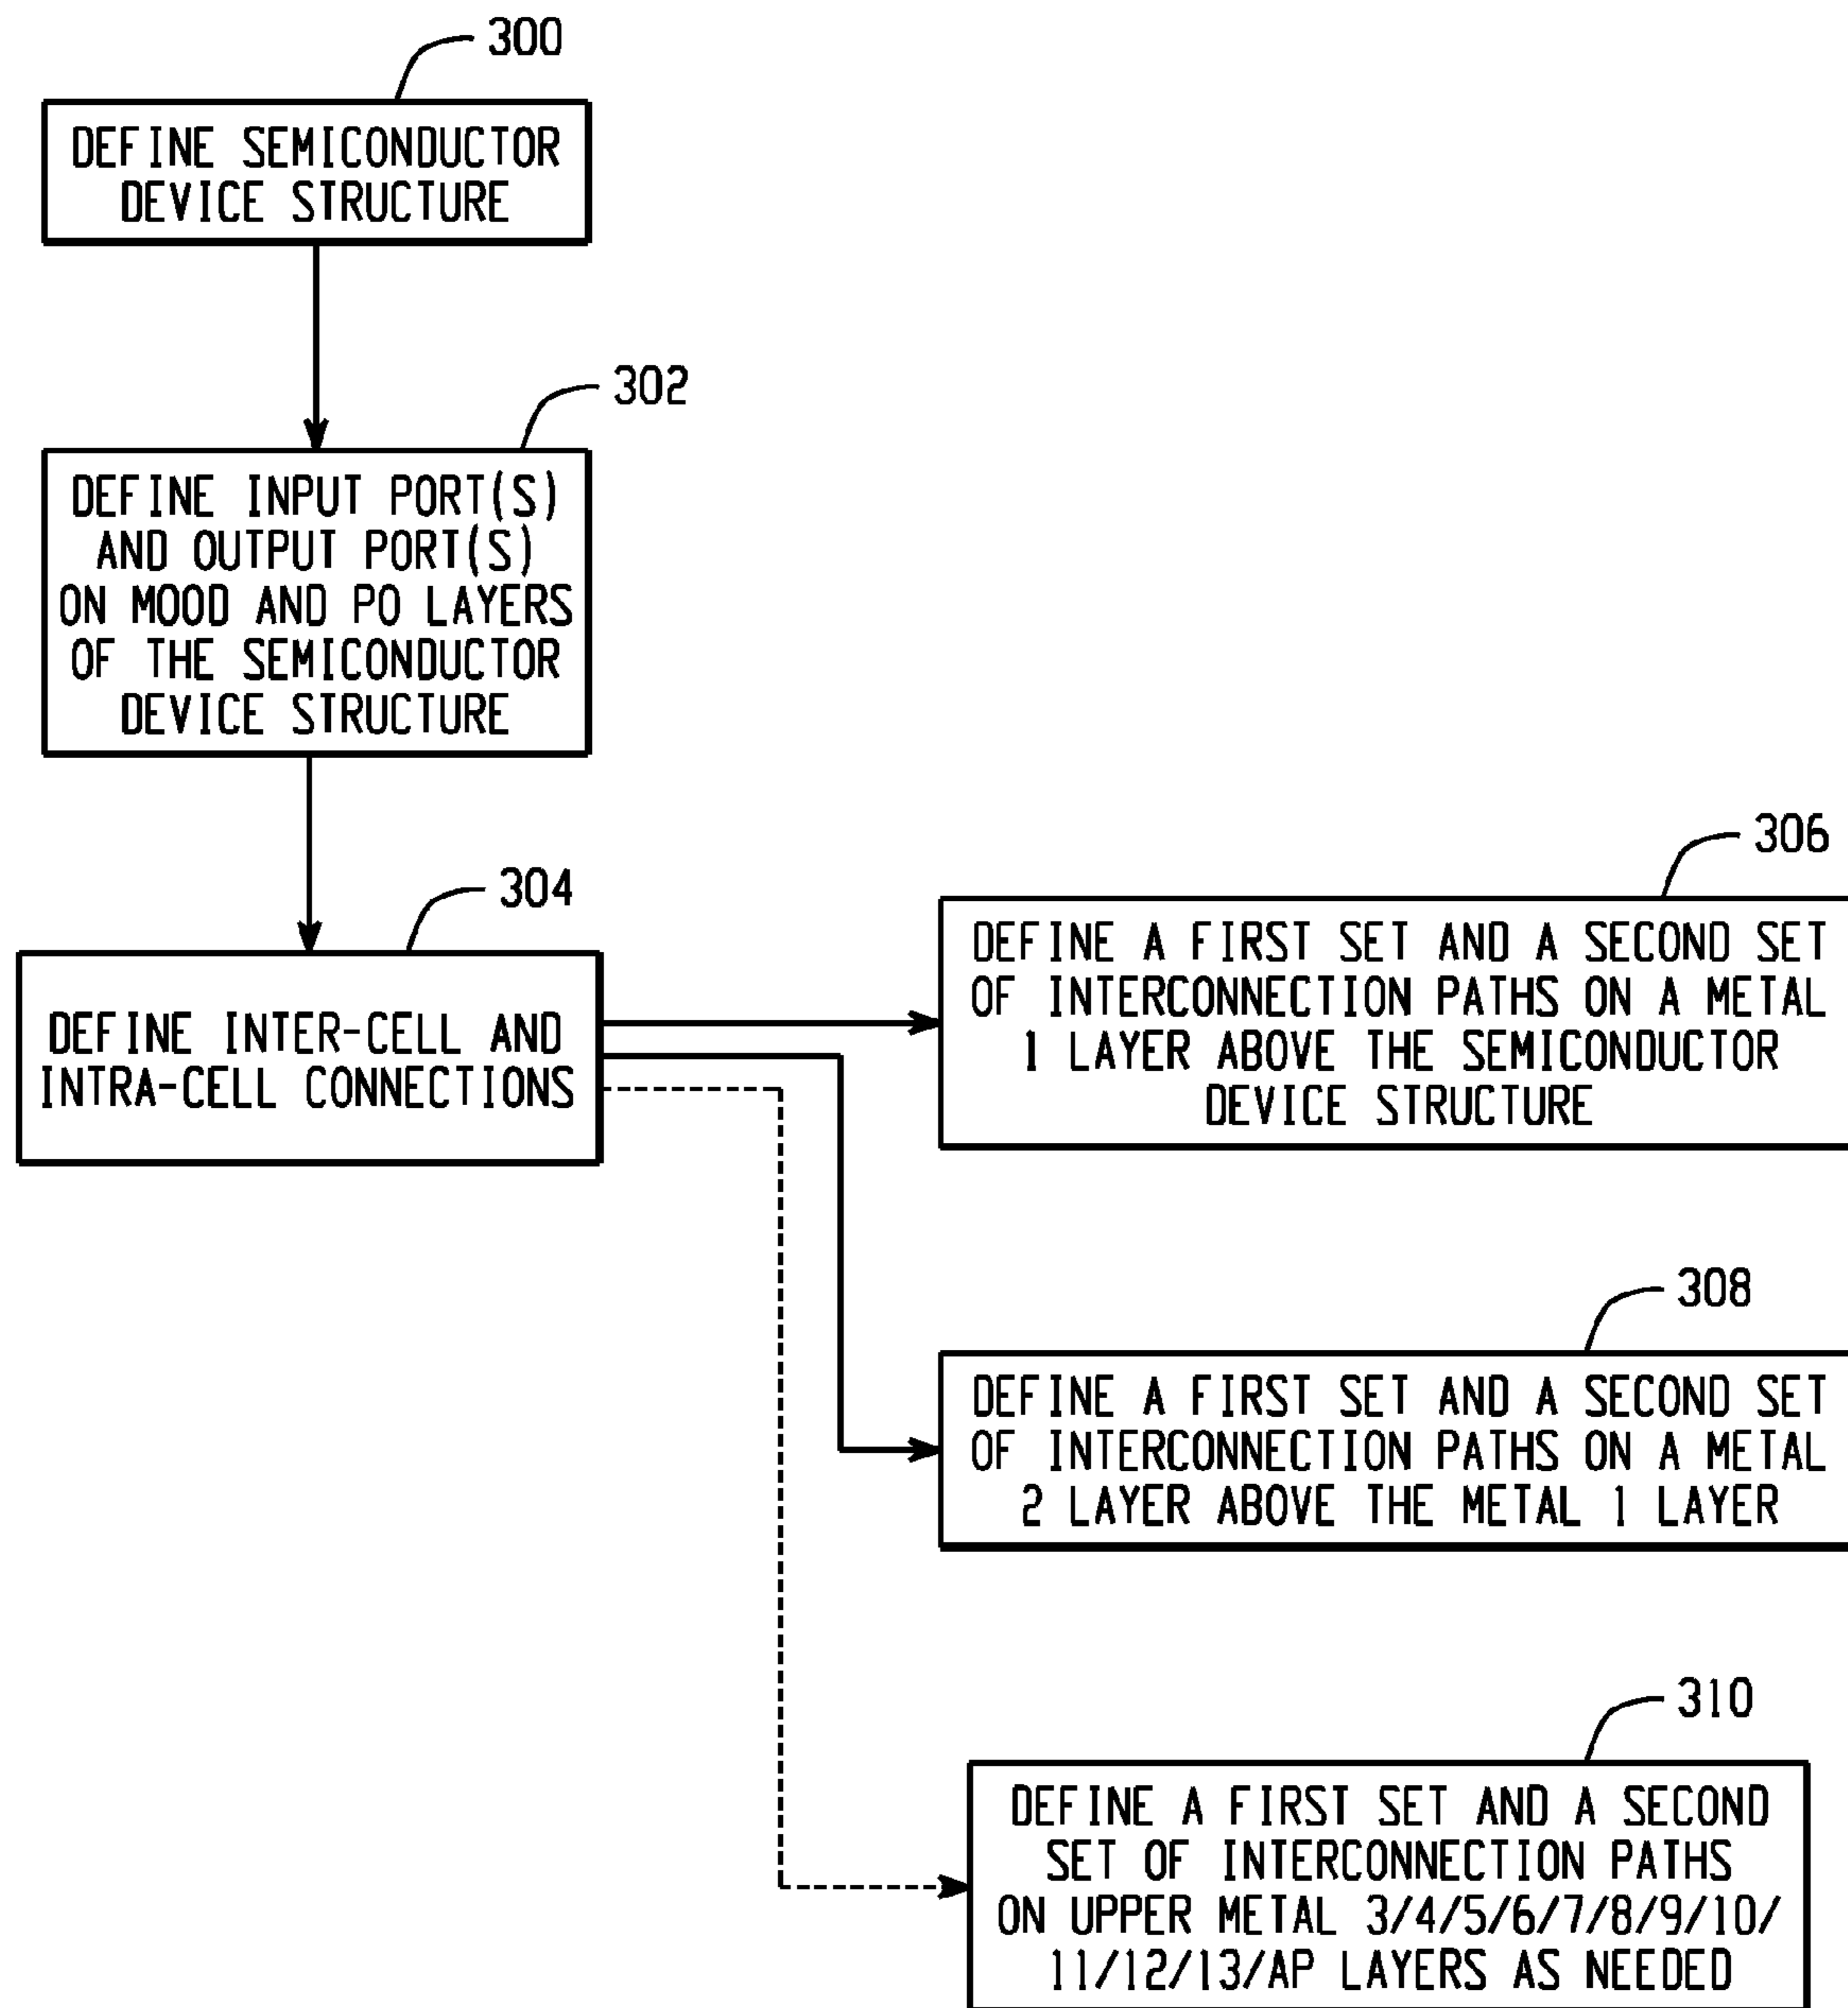 300
DEFINE SEMICONDUCTOR
DEVICE STRUCTURE
302
DEFINE INPUT PORT(S)
AND OUTPUT PORT(S)
ON MOOD AND PO LAYERS
OF THE SEMICONDUCTOR
DEVICE STRUCTURE
304
DEFINE INTER-CELL AND
INTRA-CELL CONNECTIONS
306
DEFINE A FIRST SET AND A SECOND SET
OF INTERCONNECTION PATHS ON A METAL
1 LAYER ABOVE THE SEMICONDUCTOR
DEVICE STRUCTURE
308
DEFINE A FIRST SET AND A SECOND SET
OF INTERCONNECTION PATHS ON A METAL
2 LAYER ABOVE THE METAL 1 LAYER
310
DEFINE A FIRST SET AND A SECOND
SET OF INTERCONNECTION PATHS
ON UPPER METAL 3/4/5/6/7/8/9/10/
11/12/13/AP LAYERS AS NEEDED